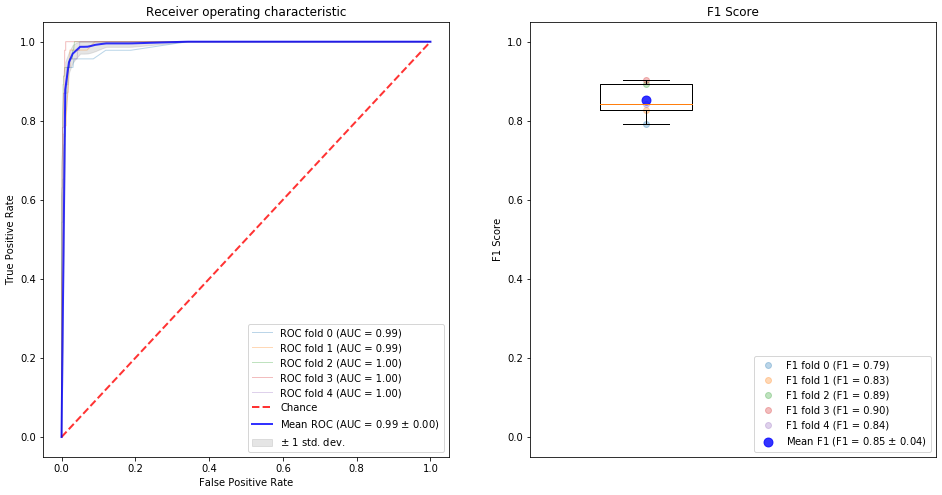 Receiver operating characteristic
1.0
0.8
0.6
0.4
0.2
0.0
True Positive Rate
0.0 0.2 0.4 0.6 0.8 1.0
False Positive Rate
ROC fold 0 (AUC = 0.99)
ROC fold 1 (AUC = 0.99)
ROC fold 2 (AUC = 1.00)
ROC fold 3 (AUC = 1.00)
ROC fold 4 (AUC = 1.00)
Chance
Mean ROC (AUC = 0.99 ± 0.00)
± 1 std. dev.
F1 Score
1.0
0.8
0.6
0.4
0.2
0.0
F1 Score
F1 fold 0 (F1 = 0.79)
F1 fold 1 (F1 = 0.83)
F1 fold 2 (F1 = 0.89)
F1 fold 3 (F1 = 0.90)
F1 fold 4 (F1 = 0.84)
Mean F1 (F1 = 0.85 ± 0.04)